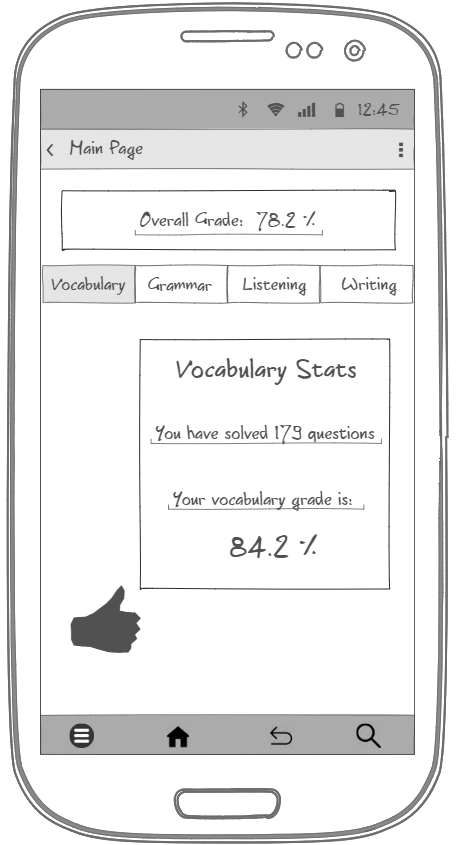 12:45
Main Page
Overall Grade: 78.2 %
Vocabulary Grammar Listening Writing
Vocabulary Stats
You have solved 179 questions
Your vocabulary grade is:
84.2 %